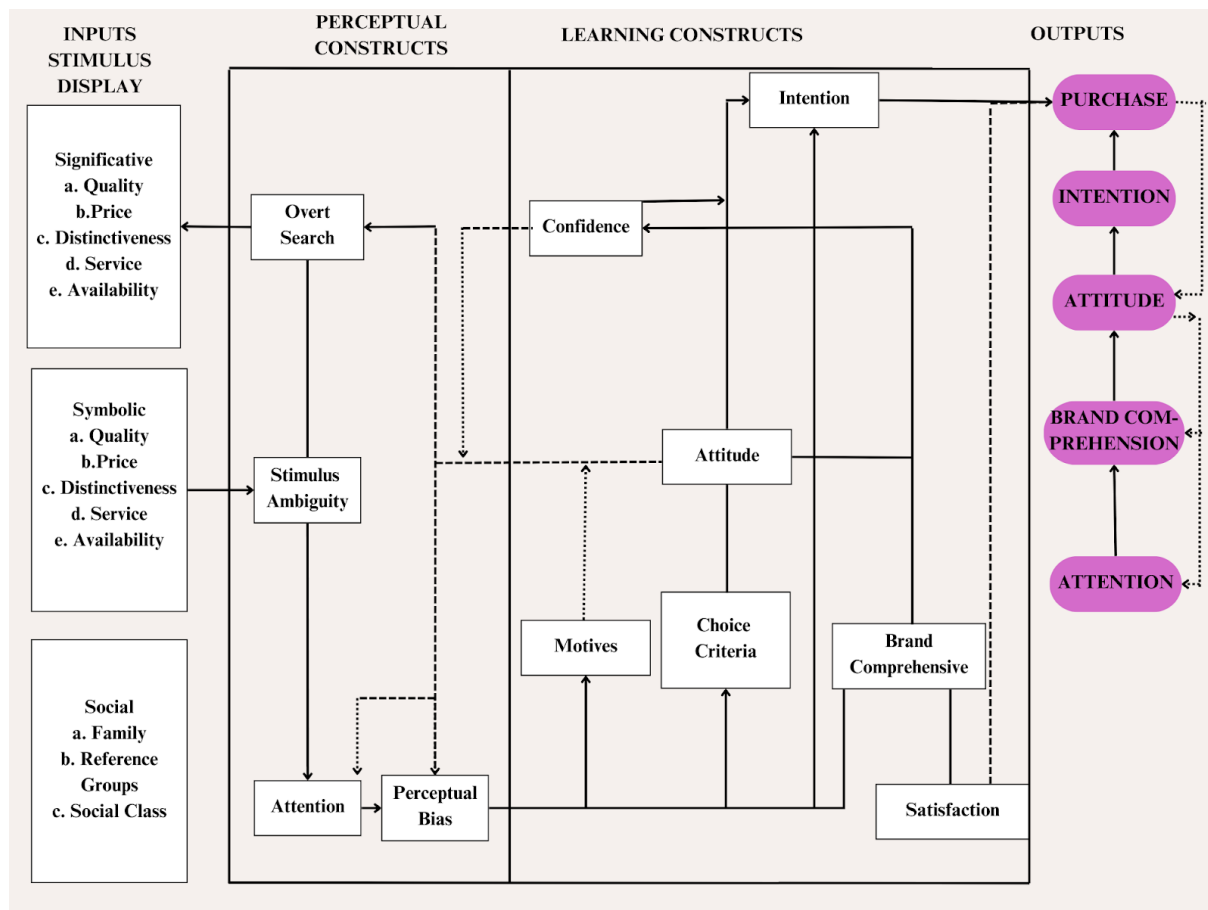 INPUTS
STIMULUS
DISPLAY
PERCEPTUAL
CONSTRUCTS
LEARNING CONSTRUCTS
OUTPUTS
Significative
a. Quality
b.Price
c. Distinctiveness
d. Service
e. Availability
Symbolic
a. Quality
b.Price
c. Distinctiveness
d. Service
e. Availability
Social
a. Family
b. Reference
Groups
c. Social Class
Overt
Search
Stimulus
Ambiguity
Attention
Perceptual
Bias
Intention
Confidence
Attitude
Motives
Choice
Criteria
Brand
Comprehensive
Satisfaction
PURCHASE
INTENTION
ATTITUDE
BRAND COM-
PREHENSION
ATTENTION